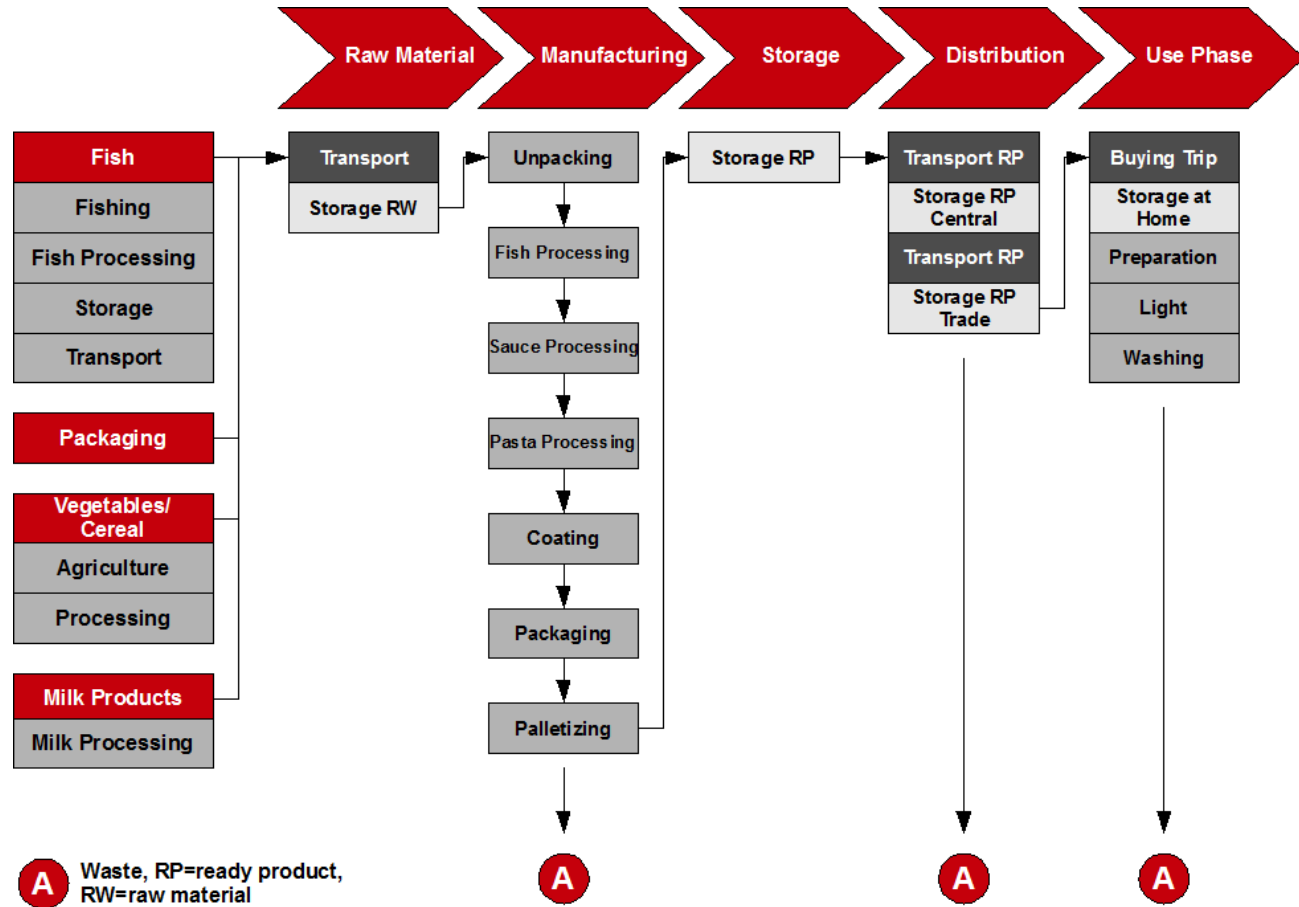 Raw Material
Manufacturing
Storage
Distribution
Use Phase
Fish
Fishing
Fish Processing
Storage
Transport
Packaging
Vegetables/
Cereal
Agriculture
Processing
Milk Products
Milk Processing
Transport
Storage RW
Unpacking
Fish Processing
Sauce Processing
Pasta Processing
Coating
Packaging
Palletizing
Storage RP
Transport RP
Storage RP
Central
Transport RP
Storage RP
Trade
Buying Trip
Storage at
Home
Preparation
Light
Washing
A
Waste, RP=ready product,
RW=raw material
A
A
A